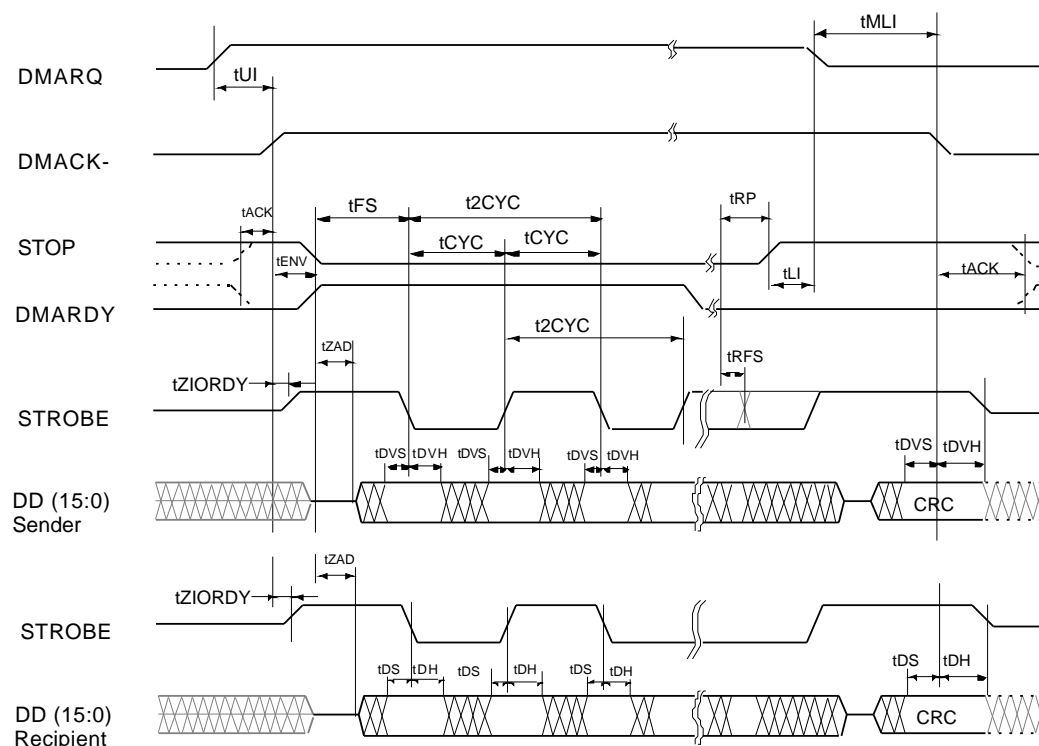 tMLI
DMARQ
tUI
DMACK-
tFS
t2CYC
tRP
tACK
STOP
tCYC
tCYC
tENV
tLI
tACK
DMARDY
t2CYC
tZAD
tRFS
tZIORDY
STROBE
tDVS tDVH tDVS tDVH tDVS tDVH tDVS tDVH
DD (15:0)
Sender
CRC
tZAD
tZIORDY
STROBE
tDS tDH tDS tDH tDS tDH tDS tDH
DD (15:0)
Recipient
CRC